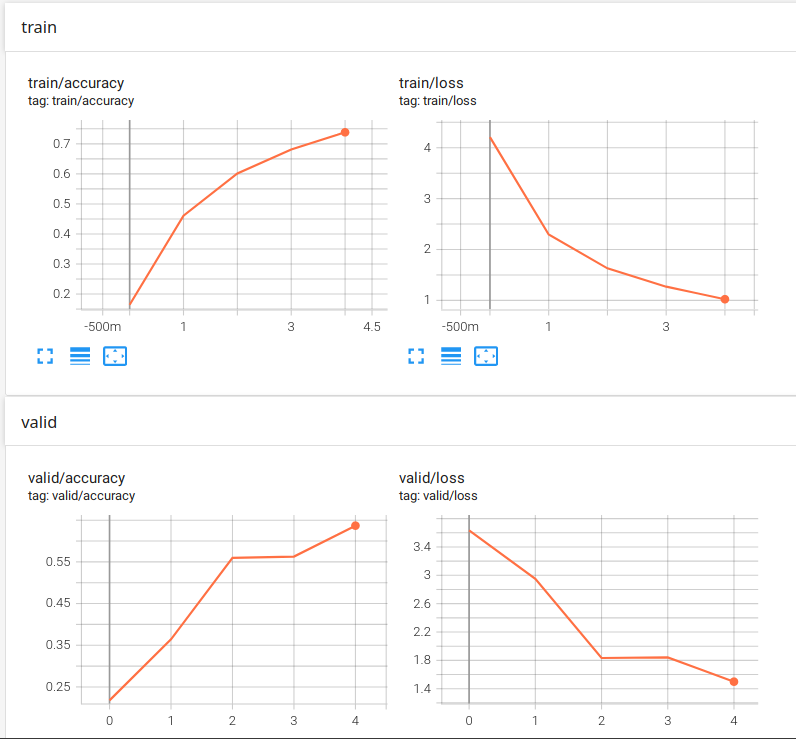 train
train/accuracy
tag: train/accuracy
0.7
0.6
0.5
0.4
0.3
0.2
-500m 1 3 4.5
train/loss
tag: train/loss
4
3
2
1
-500m 1 3
valid
valid/accuracy
tag: valid/accuracy
0.55
0.45
0.35
0.25
0 1 2 3 4
valid/loss
tag: valid/loss
3.4
3
2.6
2.2
1.8
1.4
0 1 2 3 4